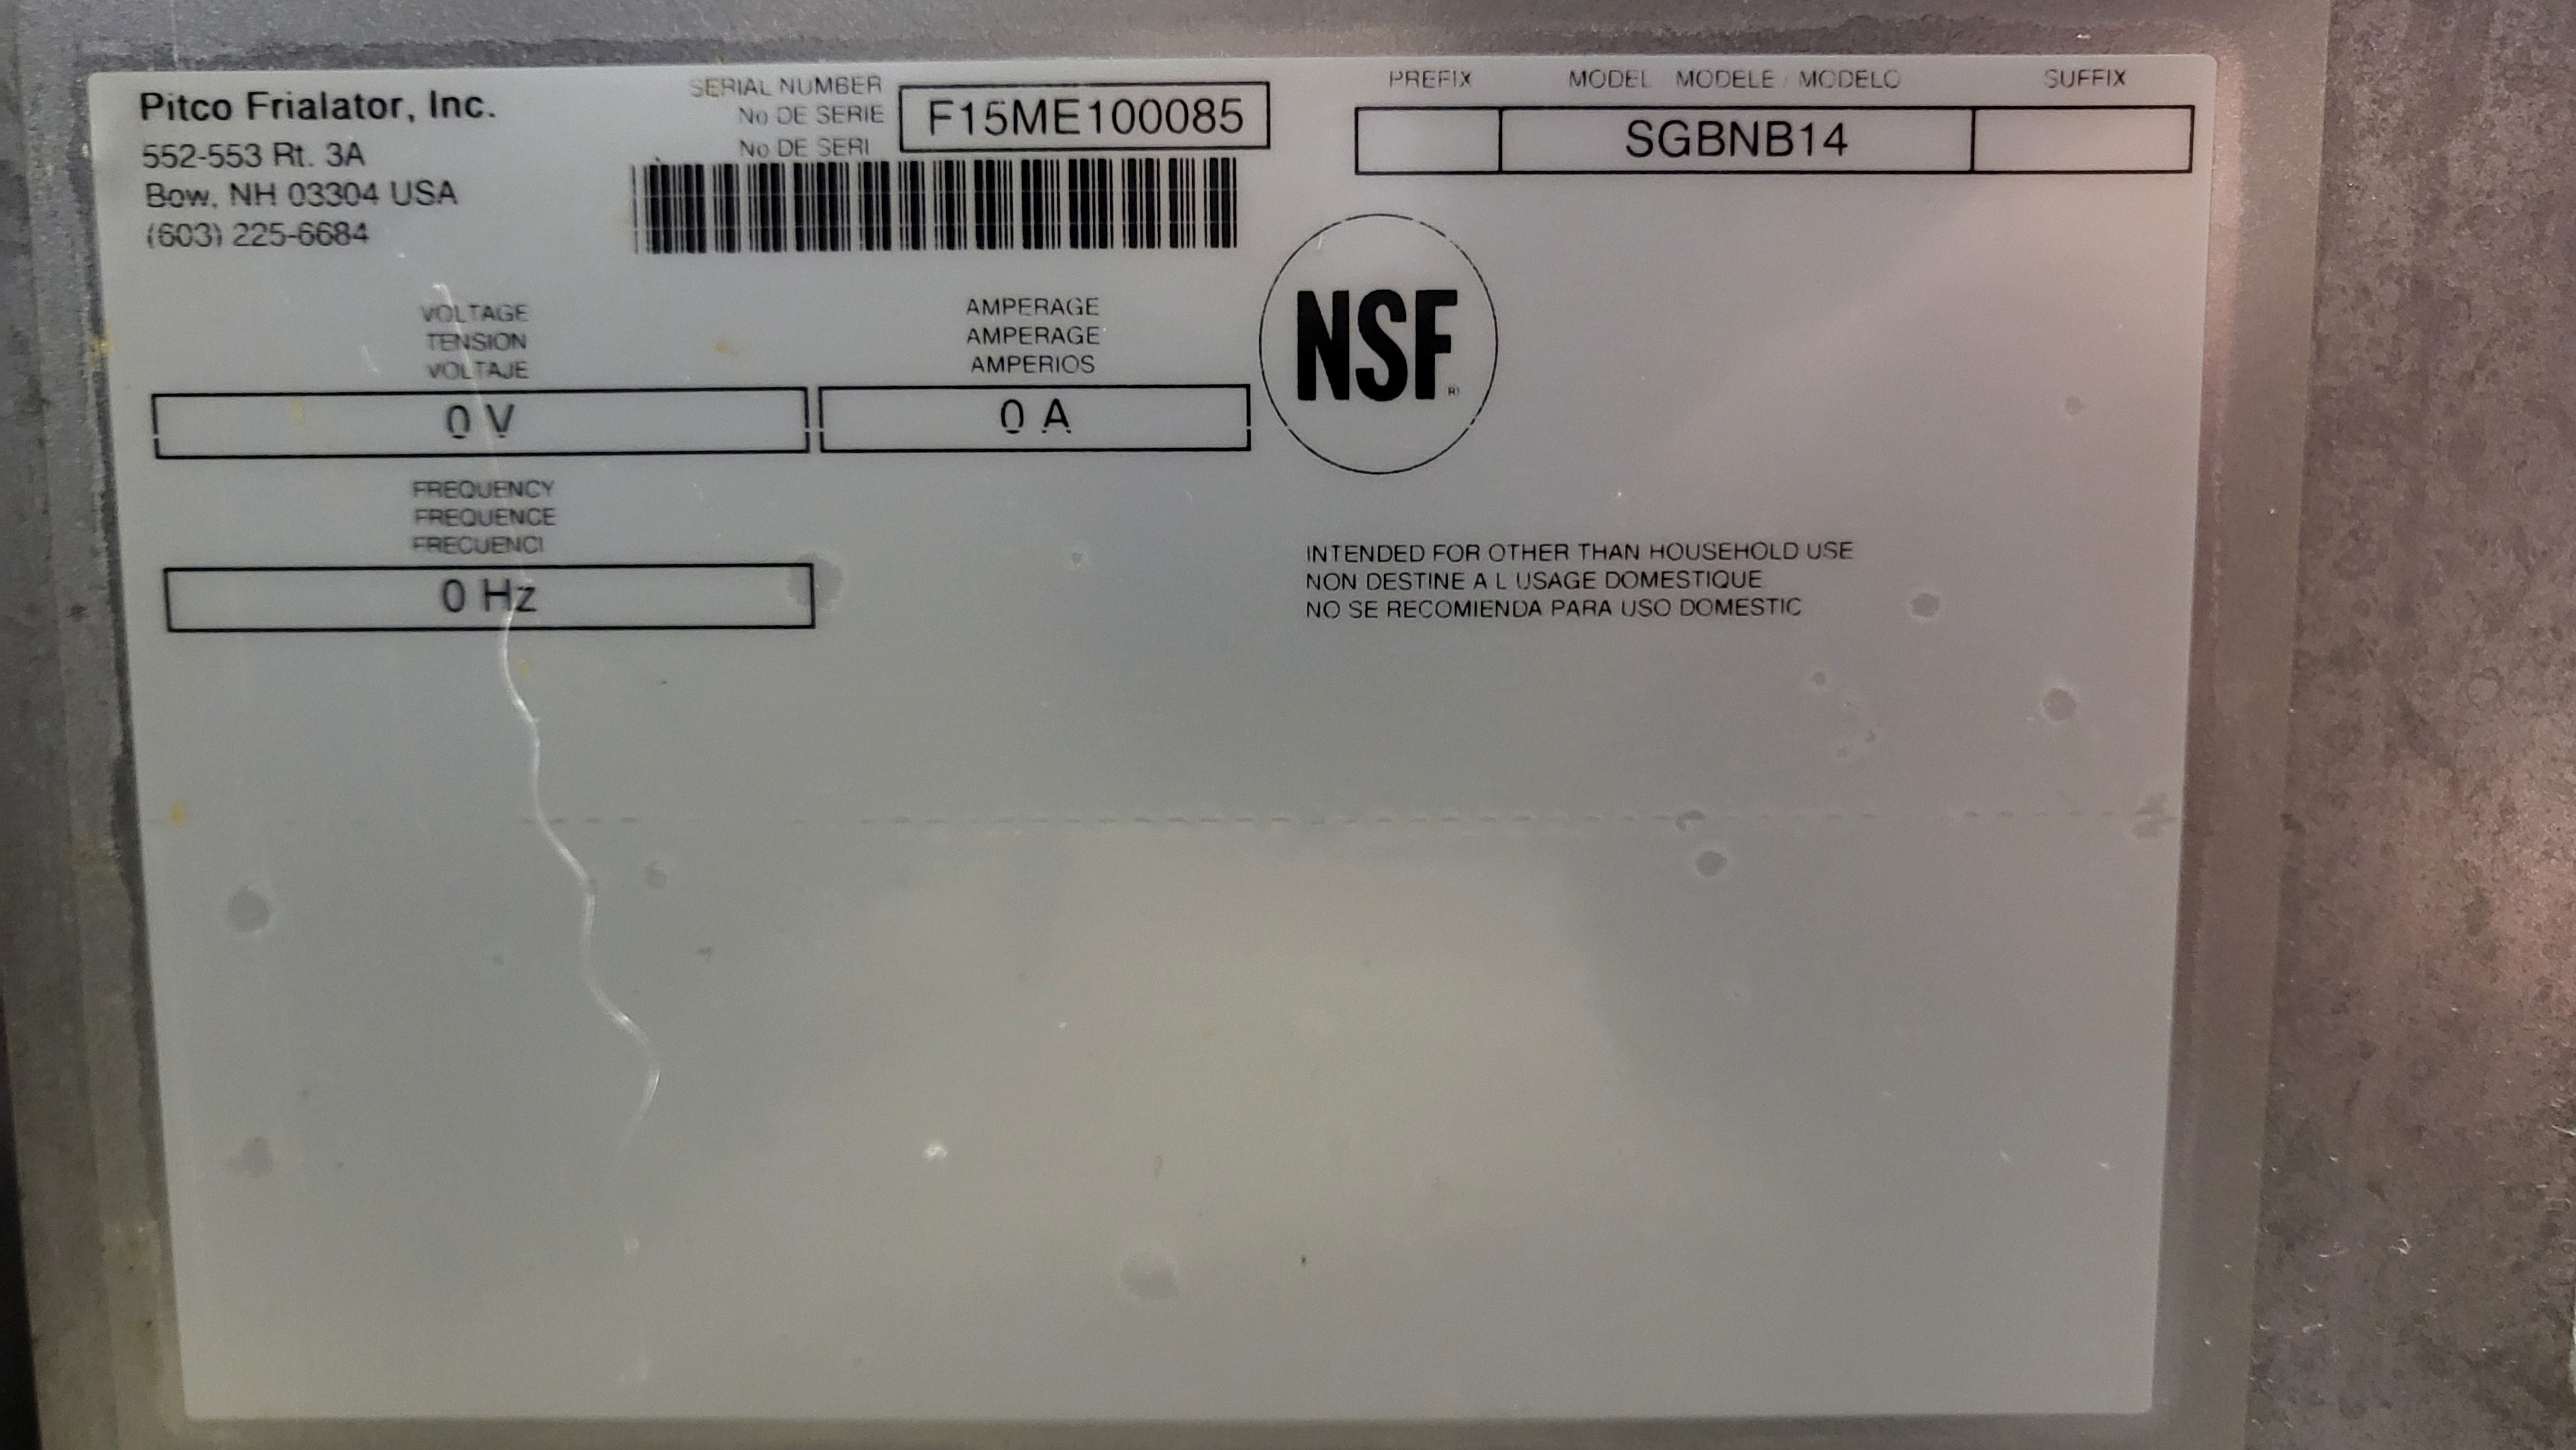 Pitco Frialator, Inc.
552-553 Rt. 3A
Bow, NH 03304 USA
(603) 225-6684
SERIAL NUMBER
No DE SERIE
No DE SERI
F15ME100085
PREFIX MODEL MODELE / MODELO SUFFIX
SGBNB14
VOLTAGE
TENSION
VOLTAJE
0 V
AMPERAGE
AMPERAGE
AMPERIOS
0 A
NSF®
FREQUENCY
FREQUENCE
FRECUENCI
0 Hz
INTENDED FOR OTHER THAN HOUSEHOLD USE
NON DESTINE A L USAGE DOMESTIQUE
NO SE RECOMIENDA PARA USO DOMESTIC